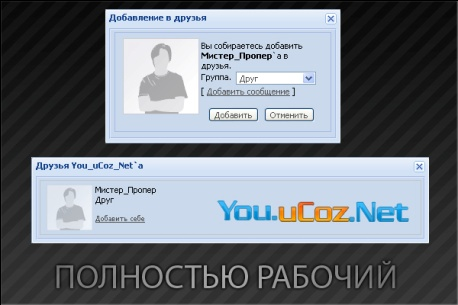 Добавление в друзья
Вы собираетесь добавить
Мистер_Пропер`а в
друзья.
Группа. Друг
[ Добавить сообщение ]
Добавить Отменить
Друзья You_uCoz_Net`а
Мистер_Пропер
Друг
Добавить себе
You.uCoz.Net
ПОЛНОСТЬЮ РАБОЧИЙ